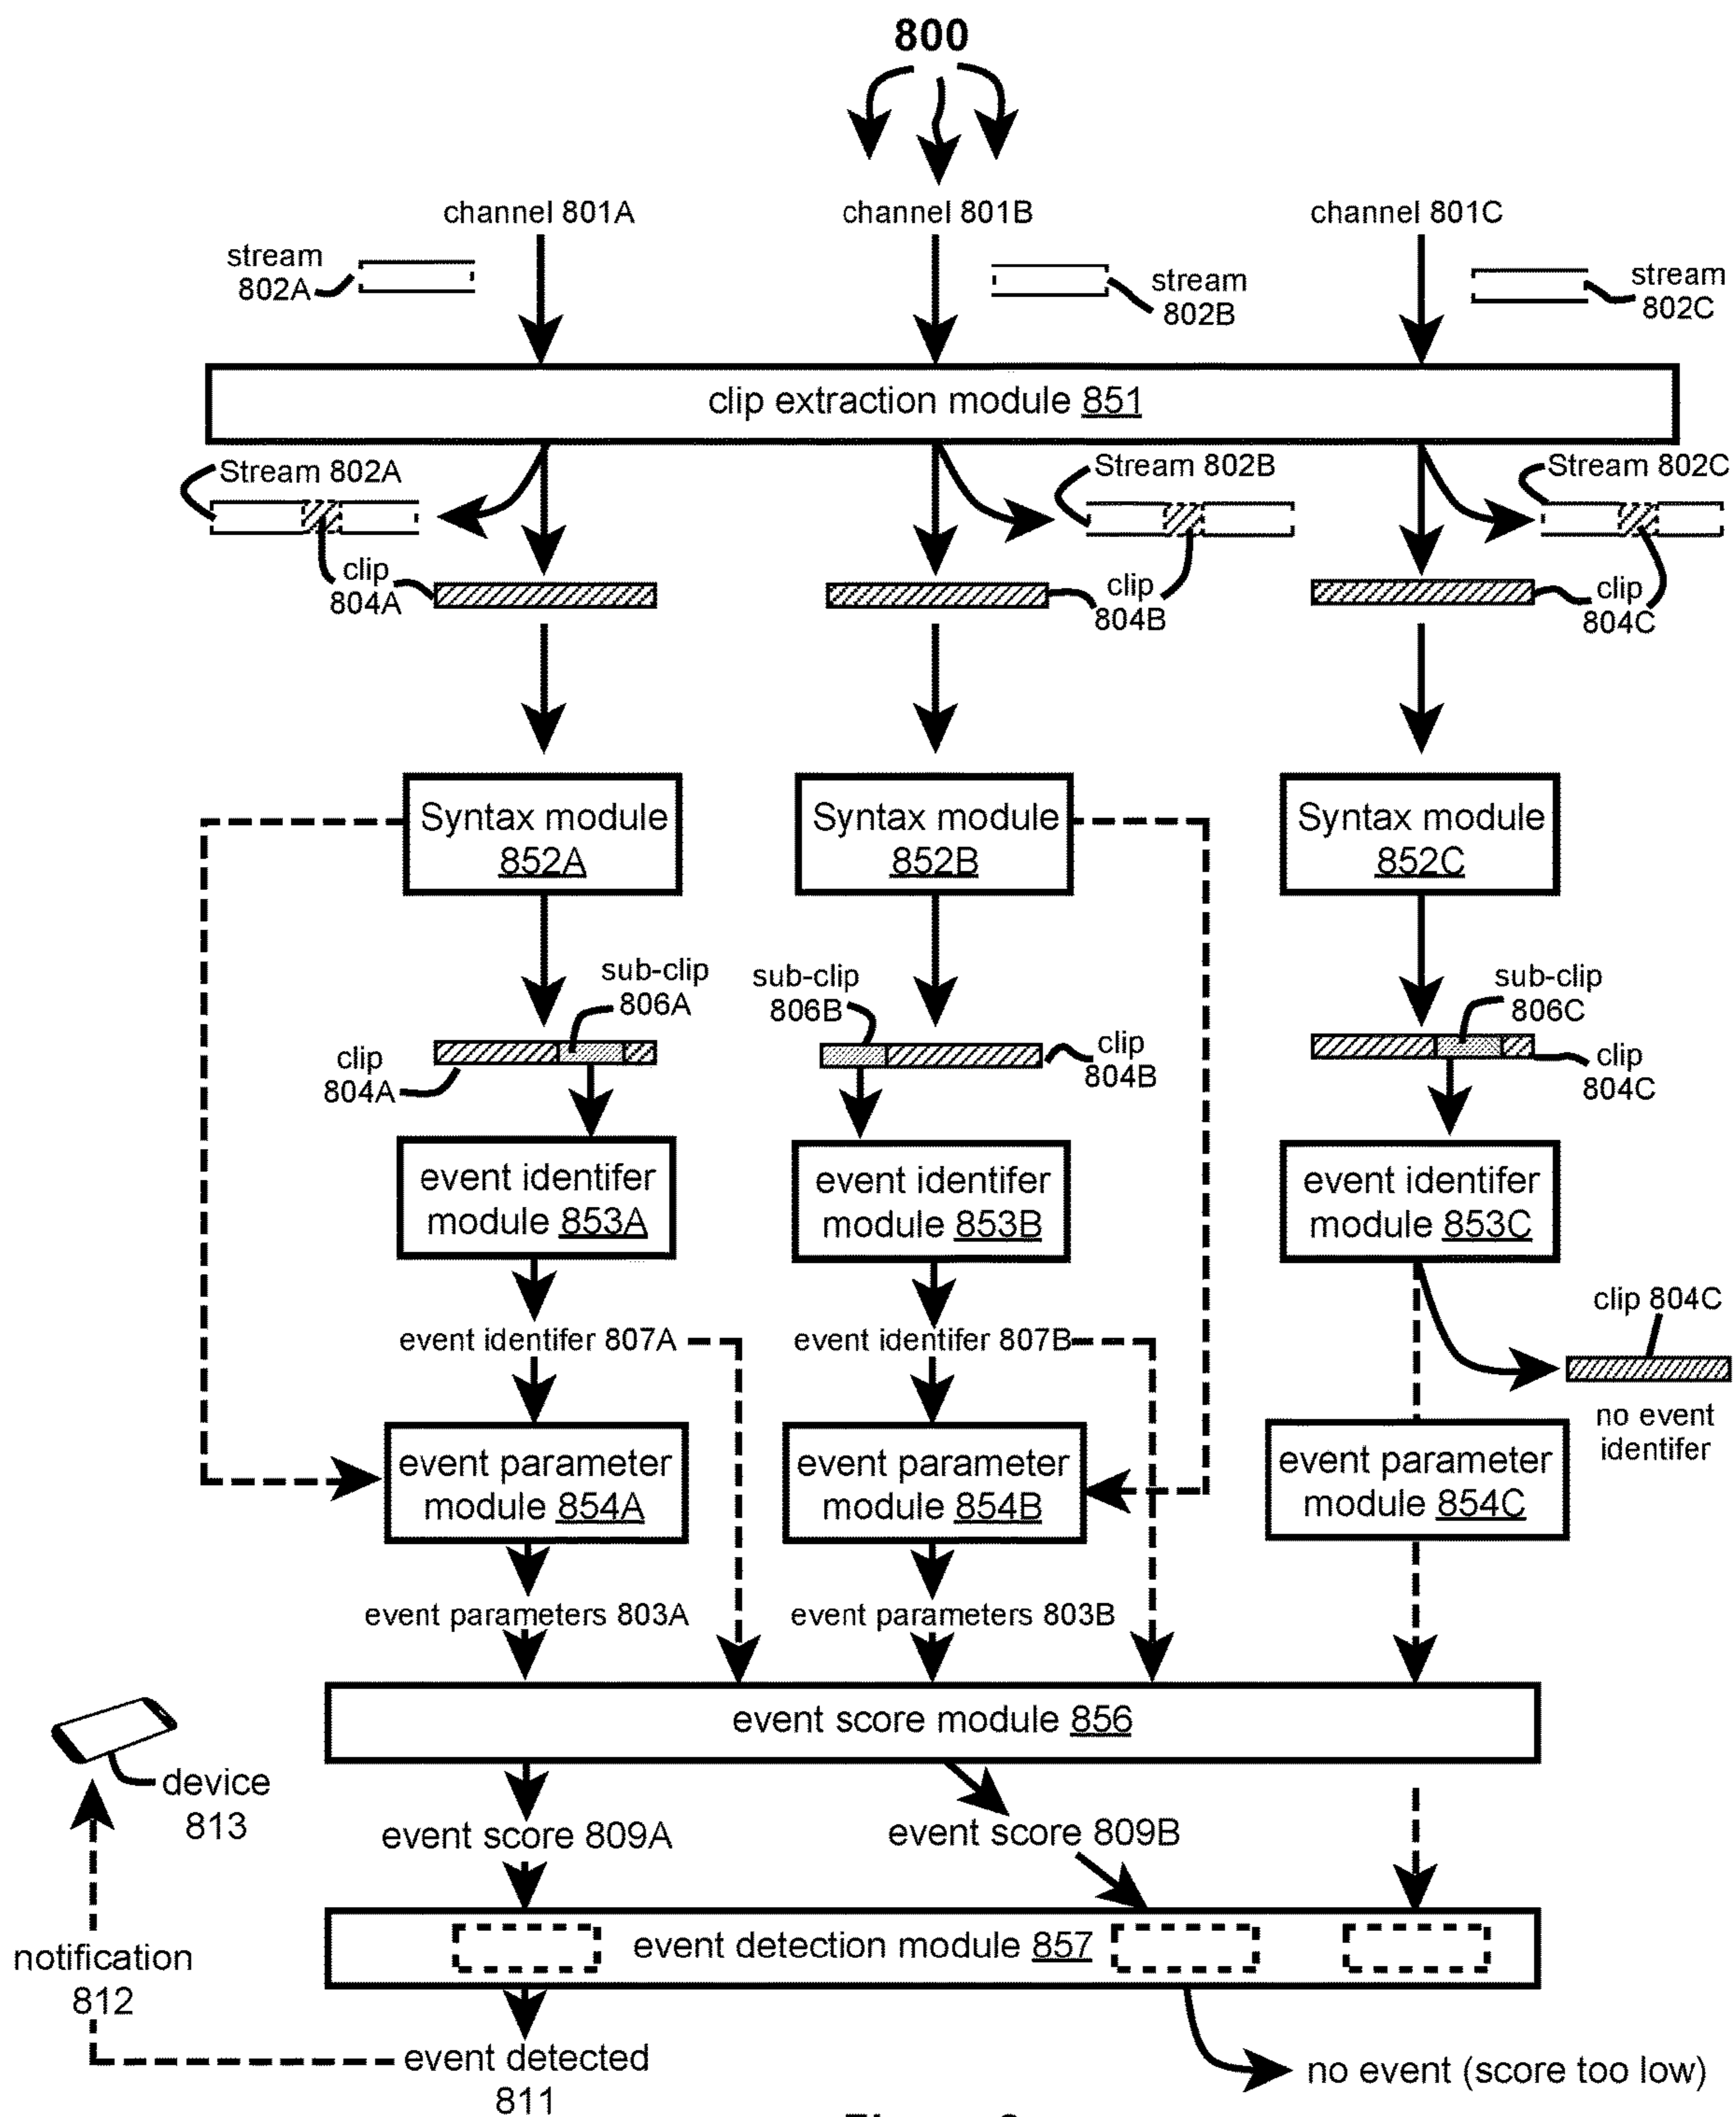 800
channel 801A
channel 801B
channel 801C
stream
802A
stream
802B
stream
802C
clip extraction module 851
Stream 802A
Stream 802B
Stream 802C
clip
804A
clip
804B
clip
804C
Syntax module
852A
Syntax module
852B
Syntax module
852C
sub-clip
806A
sub-clip
806B
sub-clip
806C
clip
804A
clip
804B
clip
804C
event identifer
module 853A
event identifer
module 853B
event identifer
module 853C
clip 804C
event identifer 807A
event identifer 807B
no event
identifer
event parameter
module 854A
event parameter
module 854B
event parameter
module 854C
event parameters 803A
event parameters 803B
event score module 856
device
813
event score 809A
event score 809B
event detection module 857
notification
812
event detected
811
no event (score too low)